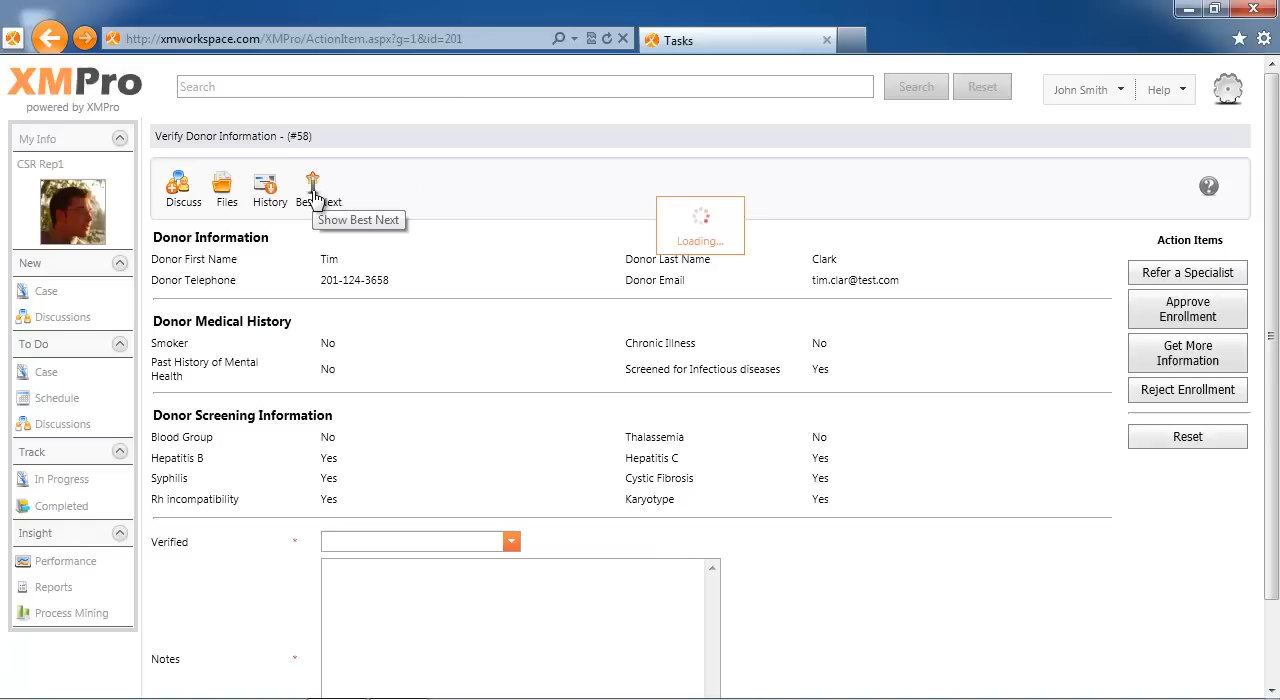 http://xmworkspace.com/XMPro/ActionItem.aspx?g=1&id=201
Tasks
XMPro
powered by XMPro
Search
Search
Reset
John Smith
Help
My Info
CSR Rep1
New
Case
Discussions
To Do
Case
Schedule
Discussions
Track
In Progress
Completed
Insight
Performance
Reports
Process Mining
Verify Donor Information - (#58)
Discuss
Files
History
Show Best Next
Loading...
Donor Information
Donor First Name Tim Donor Last Name Clark
Donor Telephone 201-124-3658 Donor Email tim.clar@test.com
Donor Medical History
Smoker No Chronic Illness No
Past History of Mental
Health No Screened for Infectious diseases Yes
Donor Screening Information
Blood Group No Thalassemia No
Hepatitis B Yes Hepatitis C Yes
Syphilis Yes Cystic Fibrosis Yes
Rh incompatibility Yes Karyotype Yes
Verified *
Notes *
Action Items
Refer a Specialist
Approve
Enrollment
Get More
Information
Reject Enrollment
Reset